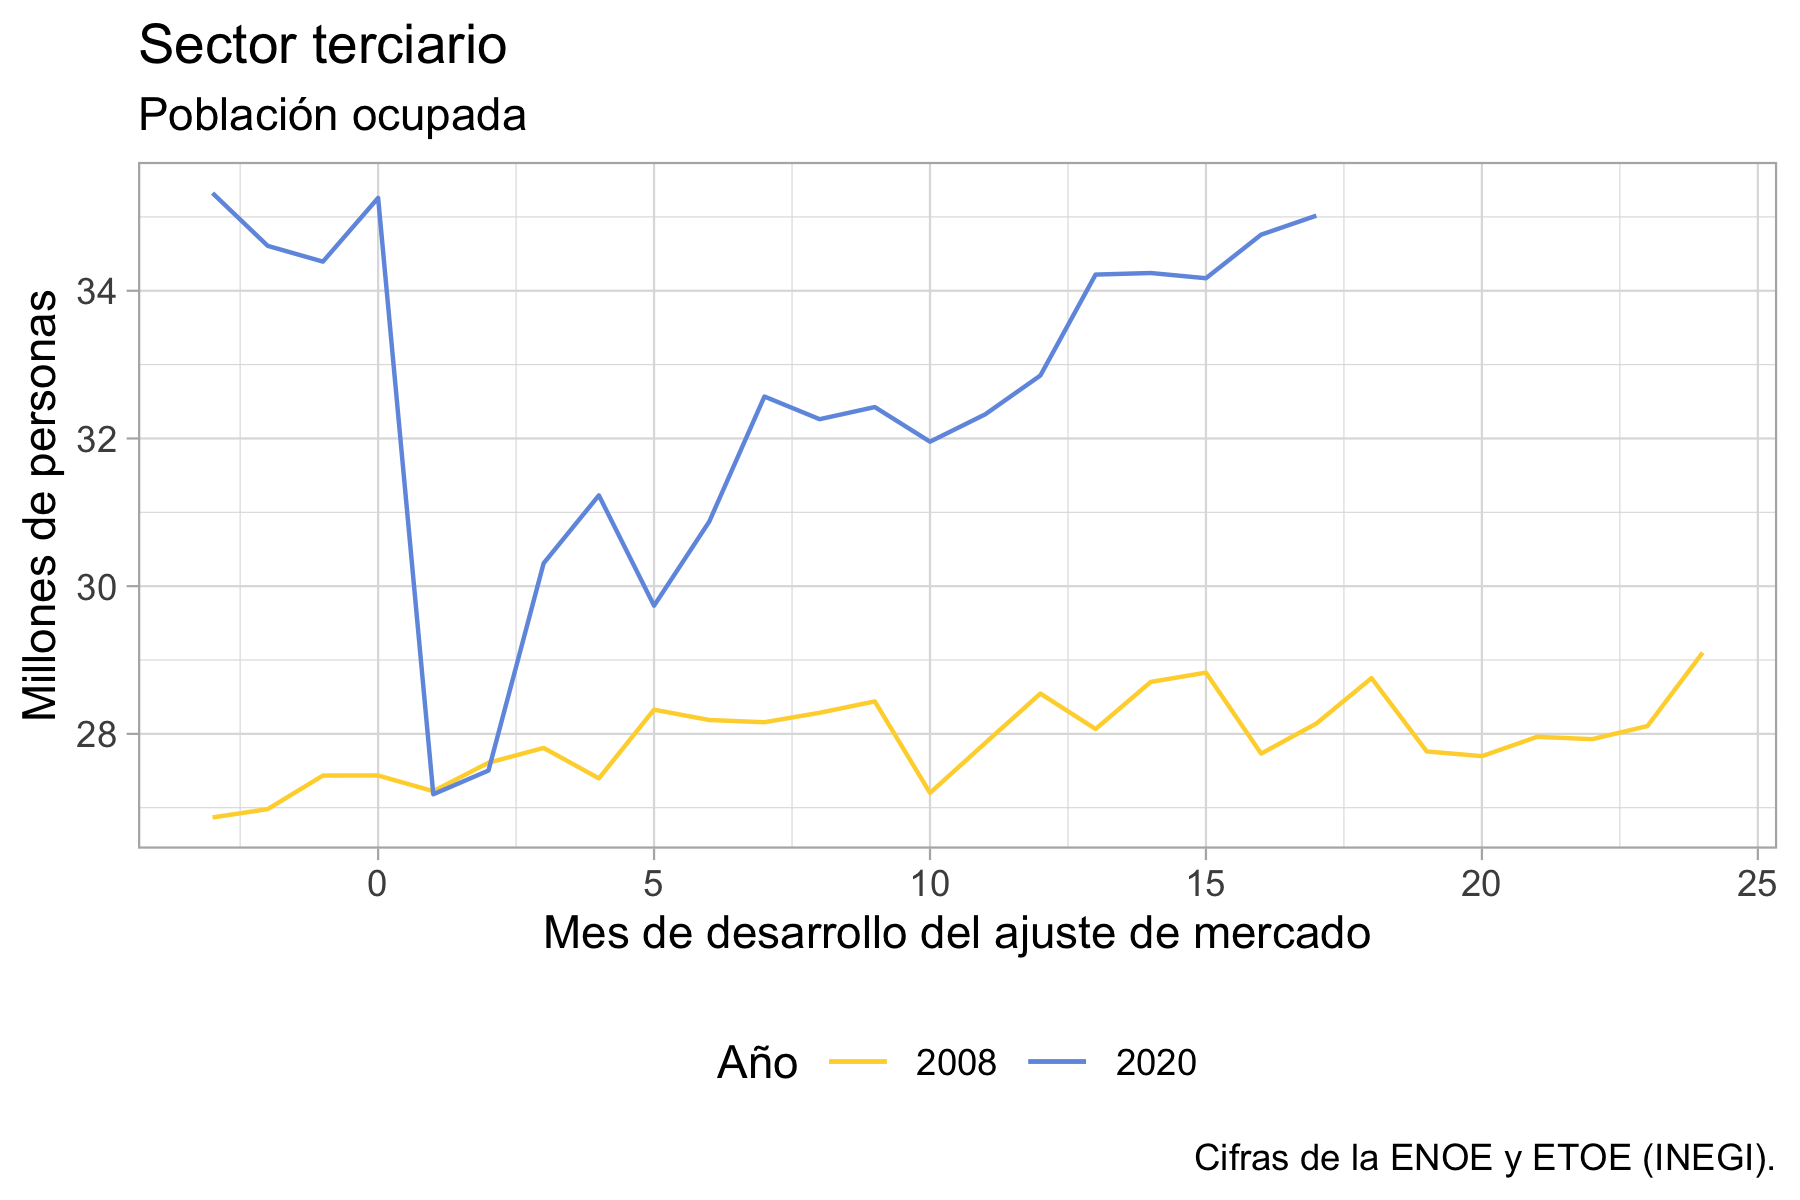 Sector terciario
Población ocupada
Millones de personas
34
32
30
28
0 5 10 15 20 25
Mes de desarrollo del ajuste de mercado
Año 2008 2020
Cifras de la ENOE y ETOE (INEGI).